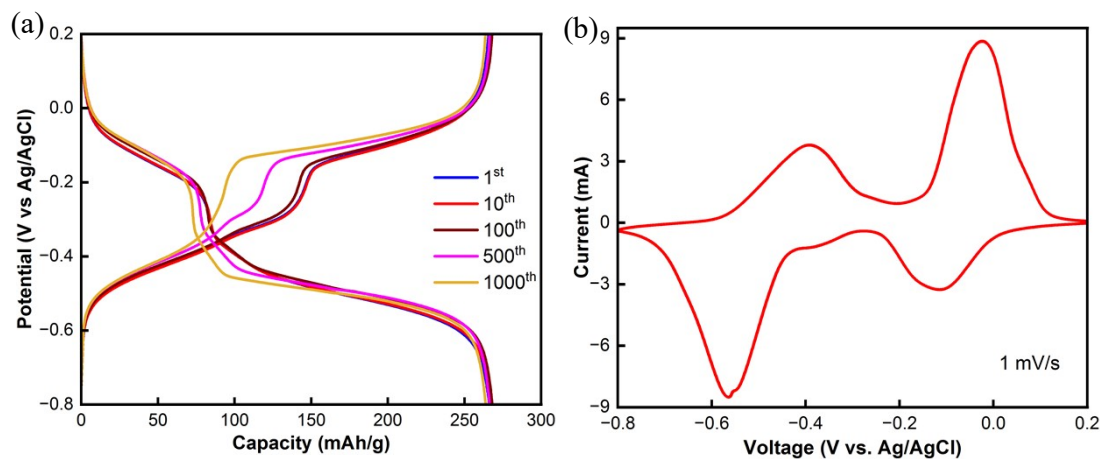 (a)
0.2
0.0
−0.2
−0.4
−0.6
−0.8
Potential (V vs Ag/AgCl)
1st
10th
100th
500th
1000th
0 50 100 150 200 250 300
Capacity (mAh/g)
(b)
9
6
3
0
−3
−6
−9
Current (mA)
1 mV/s
−0.8 −0.6 −0.4 −0.2 0.0 0.2
Voltage (V vs. Ag/AgCl)